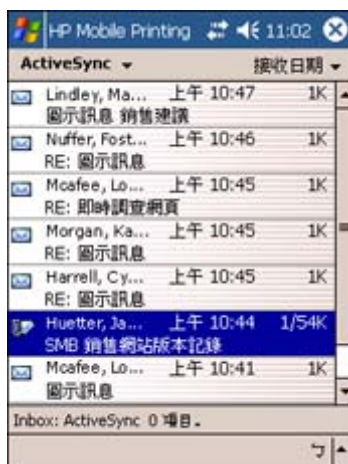 HP Mobile Printing 11:02
ActiveSync 接收日期
Lindley, Ma... 上午 10:47 1K
圖示訊息 銷售建議
Nuffer, Fost... 上午 10:46 1K
RE: 圖示訊息
Mcafee, Lo... 上午 10:45 1K
RE: 即時調查網頁
Morgan, Ka... 上午 10:45 1K
RE: 圖示訊息
Harrell, Cy... 上午 10:45 1K
RE: 圖示訊息
Huetter, Ja... 上午 10:44 1/54K
SMB 銷售網站版本記錄
Mcafee, Lo... 上午 10:41 1K
圖示訊息
Inbox: ActiveSync 0 項目。
ㄅ